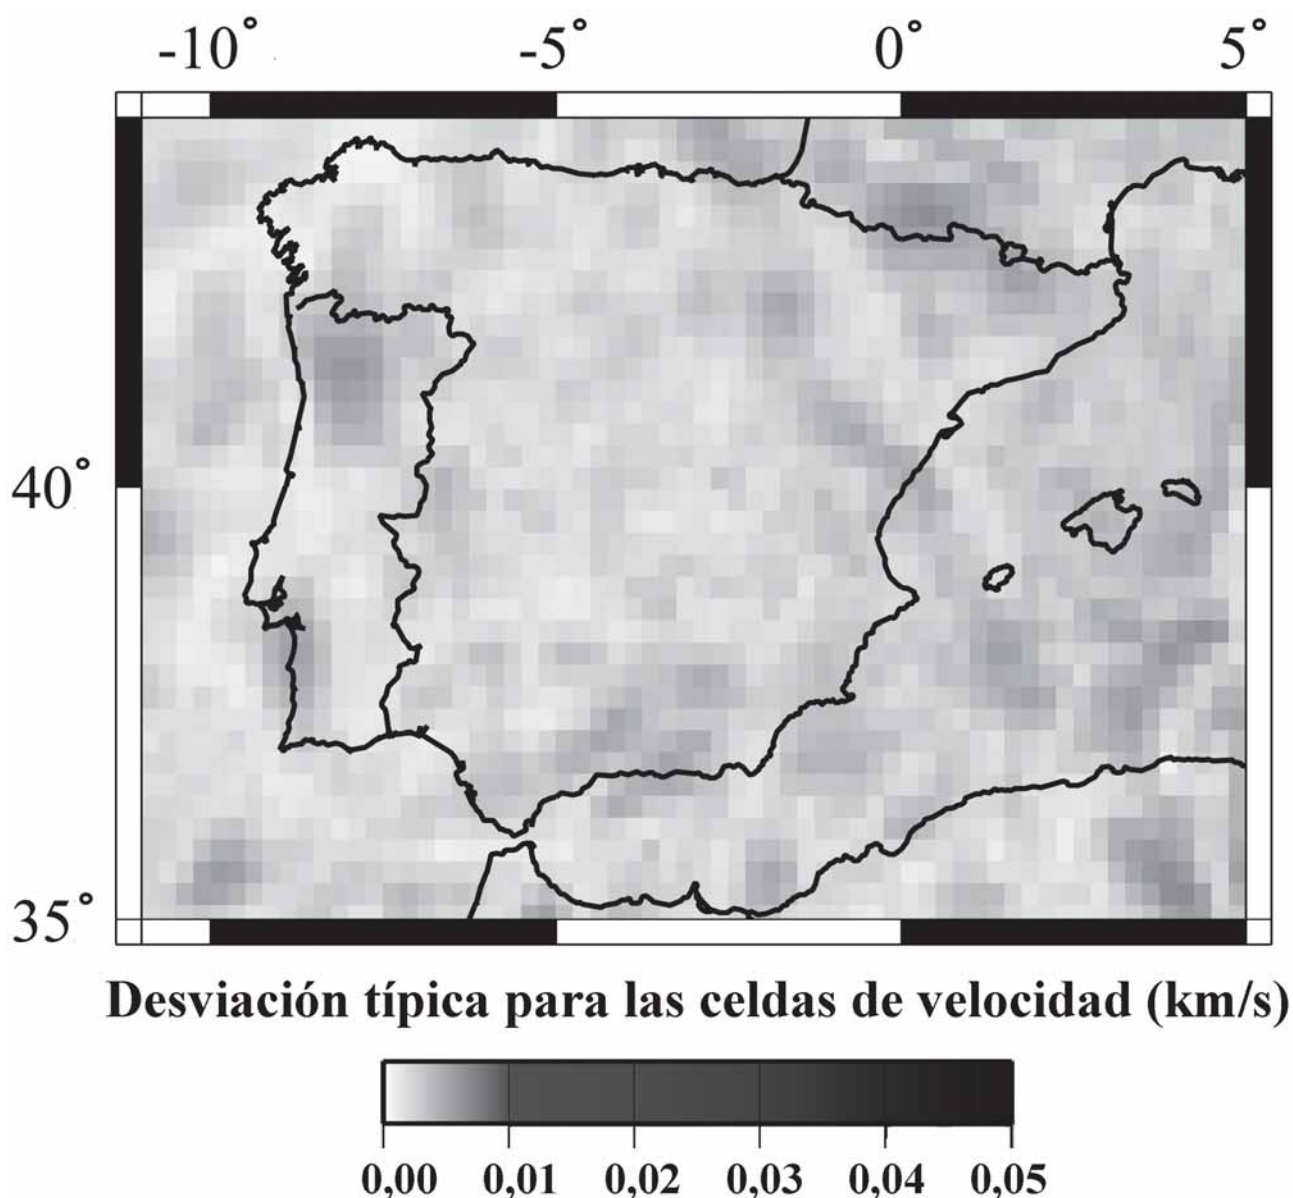 -10° -5° 0° 5°
40°
35°
Desviación típica para las celdas de velocidad (km/s)
0,00 0,01 0,02 0,03 0,04 0,05